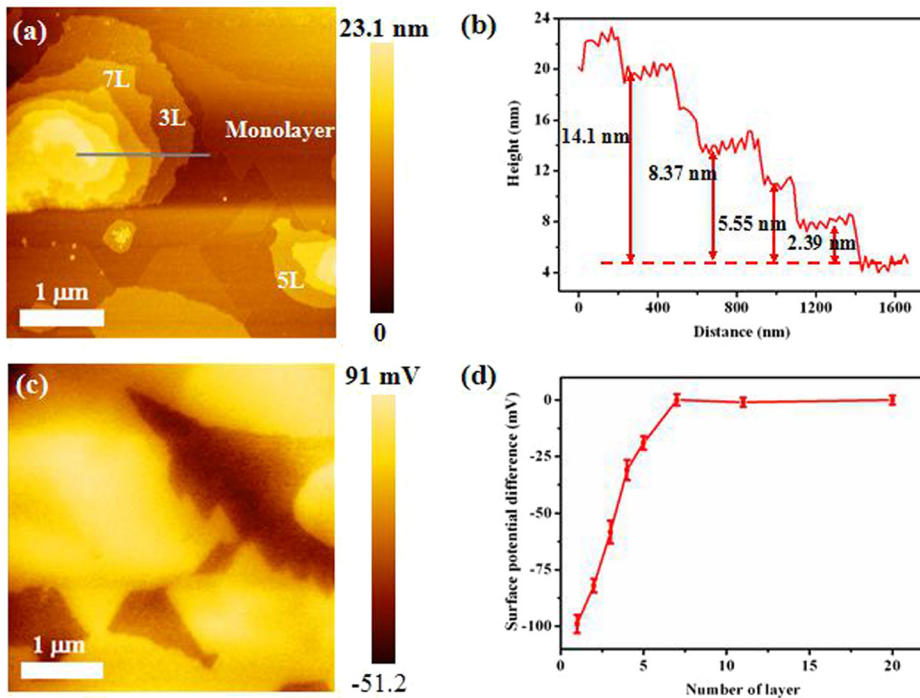 (a)
23.1 nm
7L
3L
Monolayer
5L
1 μm
0
(b)
24
20
16
12
8
4
Height (nm)
14.1 nm
8.37 nm
5.55 nm
2.39 nm
0
400
800
1200
1600
Distance (nm)
(c)
91 mV
1 μm
-51.2
(d)
0
-25
-50
-75
-100
Surface potential difference (mV)
0
5
10
15
20
Number of layer